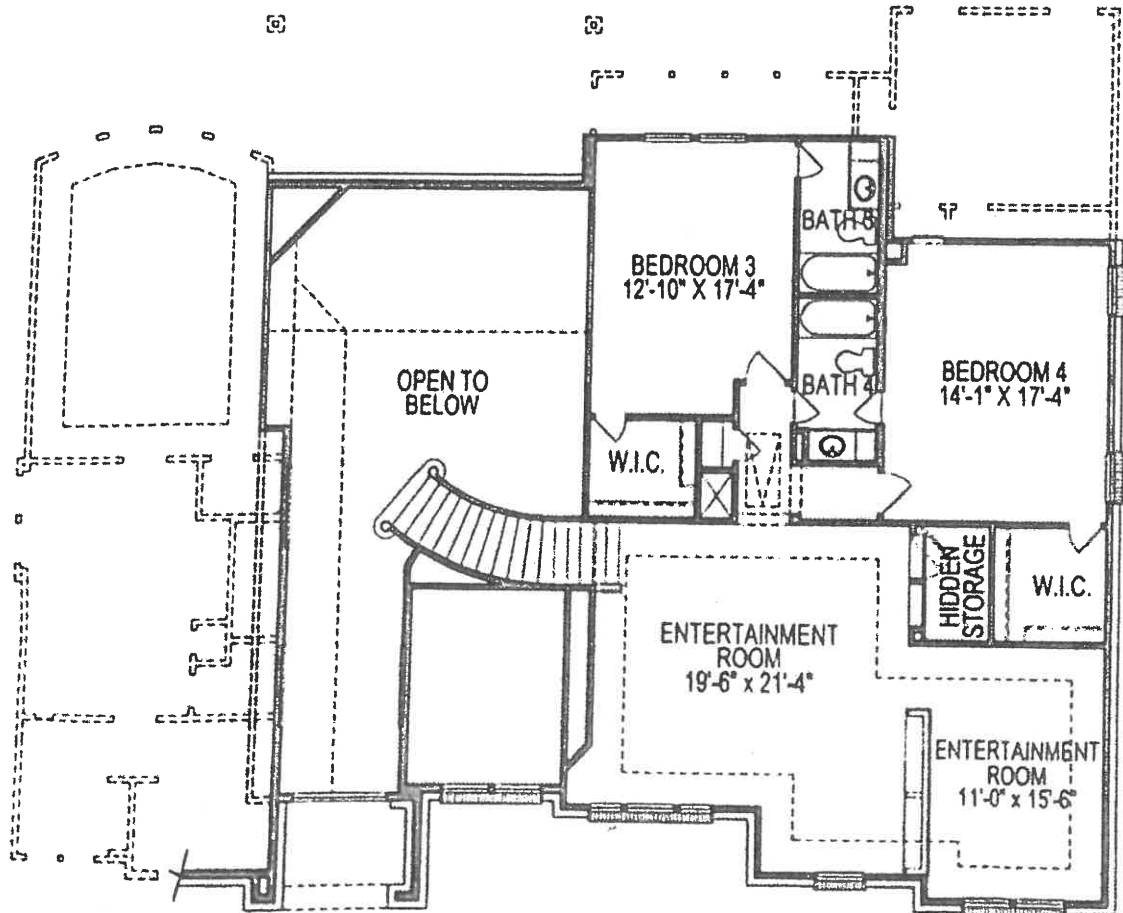 BATH 3
BEDROOM 3
12'-10" X 17'-4"
OPEN TO
BELOW
BATH 4
BEDROOM 4
14'-1" X 17'-4"
W.I.C.
HIDDEN
STORAGE
W.I.C.
ENTERTAINMENT
ROOM
19'-6" x 21'-4"
ENTERTAINMENT
ROOM
11'-0" x 15'-6"